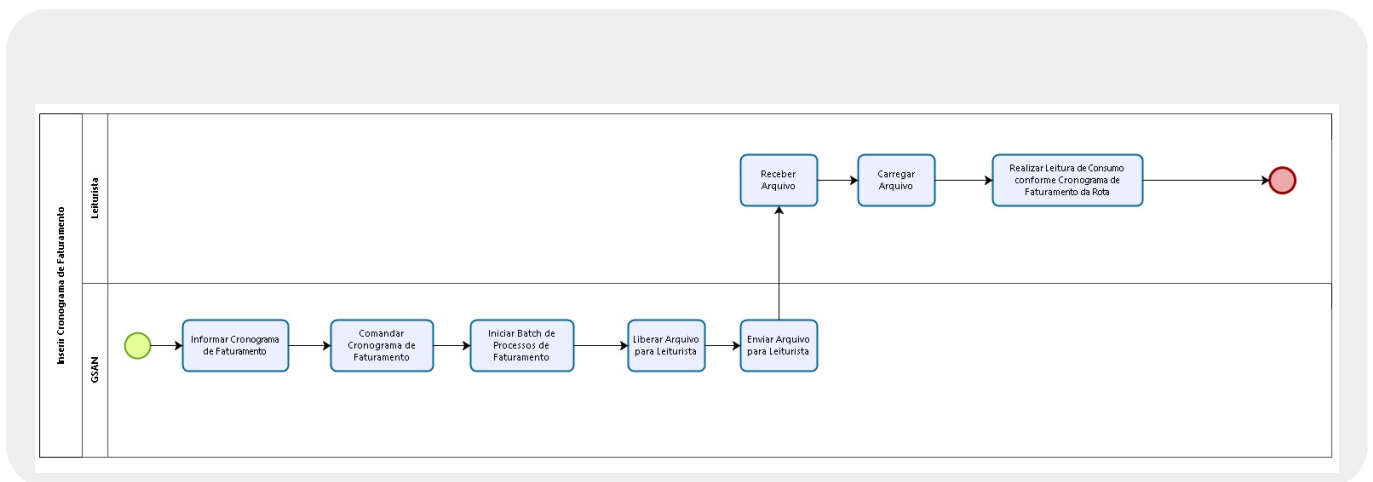 Inserir Cronograma de Faturamento
Leiturista
Receber
Arquivo
Carregar
Arquivo
Realizar Leitura de Consumo
conforme Cronograma de
Faturamento da Rota
GSAN
Informar Cronograma
de Faturamento
Comandar
Cronograma de
Faturamento
Iniciar Batch de
Processos de
Faturamento
Liberar Arquivo
para Leiturista
Enviar Arquivo
para Leiturista